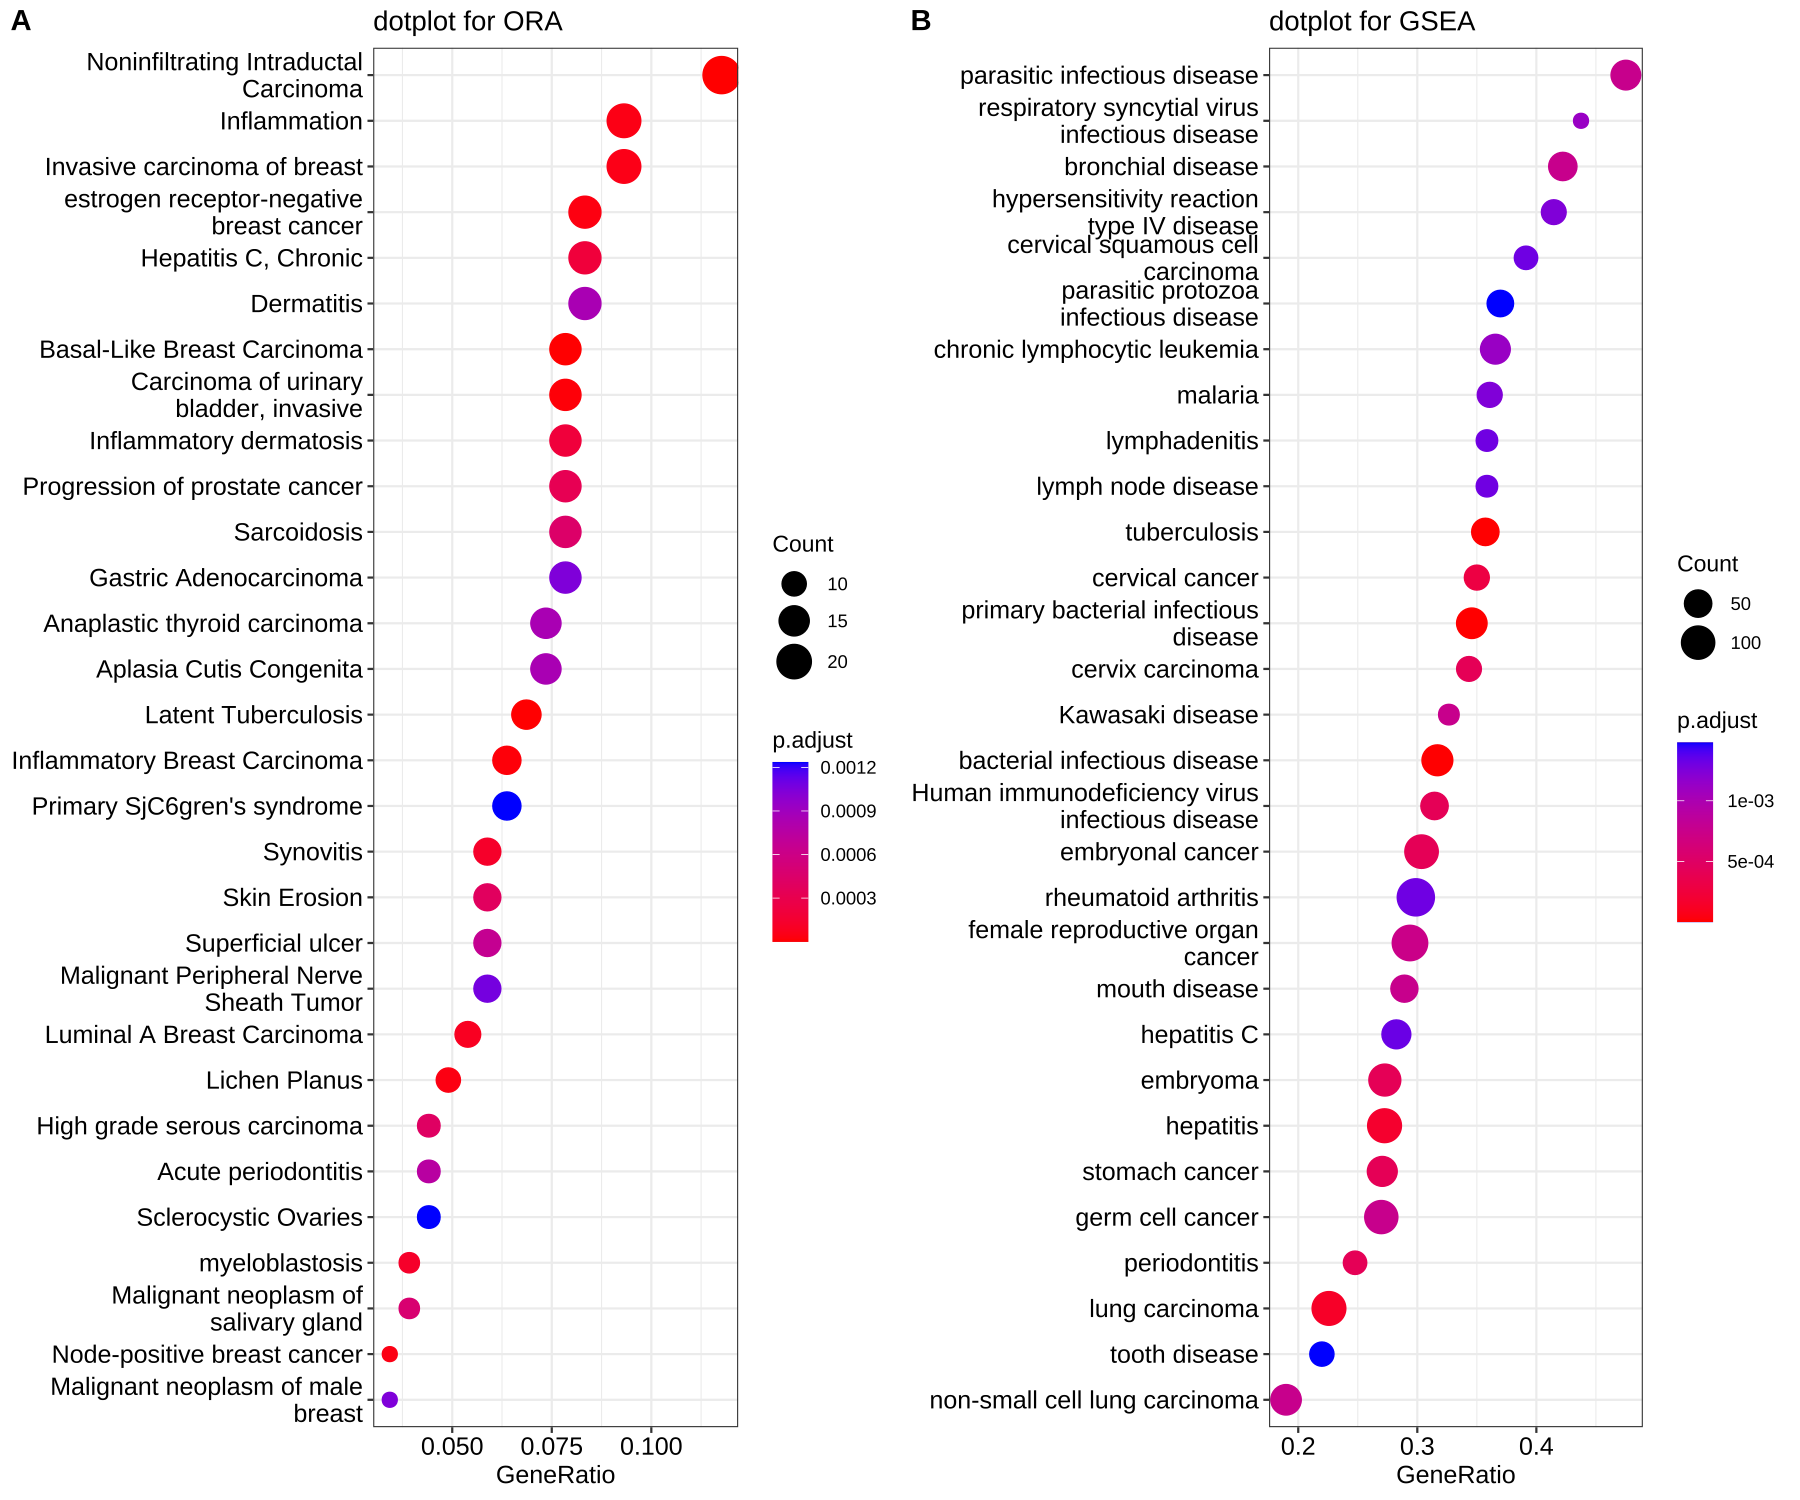 A
dotplot for ORA
Noninfiltrating Intraductal
Carcinoma
Inflammation
Invasive carcinoma of breast
estrogen receptor-negative
breast cancer
Hepatitis C, Chronic
Dermatitis
Basal-Like Breast Carcinoma
Carcinoma of urinary
bladder, invasive
Inflammatory dermatosis
Progression of prostate cancer
Sarcoidosis
Gastric Adenocarcinoma
Anaplastic thyroid carcinoma
Aplasia Cutis Congenita
Latent Tuberculosis
Inflammatory Breast Carcinoma
Primary SjC6gren's syndrome
Synovitis
Skin Erosion
Superficial ulcer
Malignant Peripheral Nerve
Sheath Tumor
Luminal A Breast Carcinoma
Lichen Planus
High grade serous carcinoma
Acute periodontitis
Sclerocystic Ovaries
myeloblastosis
Malignant neoplasm of
salivary gland
Node-positive breast cancer
Malignant neoplasm of male
breast
0.050 0.075 0.100
GeneRatio
Count
10
15
20
p.adjust
0.0012
0.0009
0.0006
0.0003
B
dotplot for GSEA
parasitic infectious disease
respiratory syncytial virus
infectious disease
bronchial disease
hypersensitivity reaction
type IV disease
cervical squamous cell
carcinoma
parasitic protozoa
infectious disease
chronic lymphocytic leukemia
malaria
lymphadenitis
lymph node disease
tuberculosis
cervical cancer
primary bacterial infectious
disease
cervix carcinoma
Kawasaki disease
bacterial infectious disease
Human immunodeficiency virus
infectious disease
embryonal cancer
rheumatoid arthritis
female reproductive organ
cancer
mouth disease
hepatitis C
embryoma
hepatitis
stomach cancer
germ cell cancer
periodontitis
lung carcinoma
tooth disease
non-small cell lung carcinoma
0.2 0.3 0.4
GeneRatio
Count
50
100
p.adjust
1e-03
5e-04